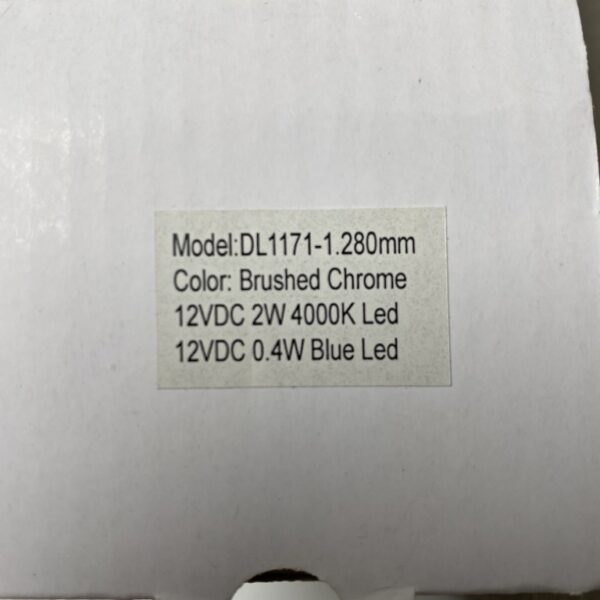 Model:DL1171-1.280mm
Color: Brushed Chrome
12VDC 2W 4000K Led
12VDC 0.4W Blue Led